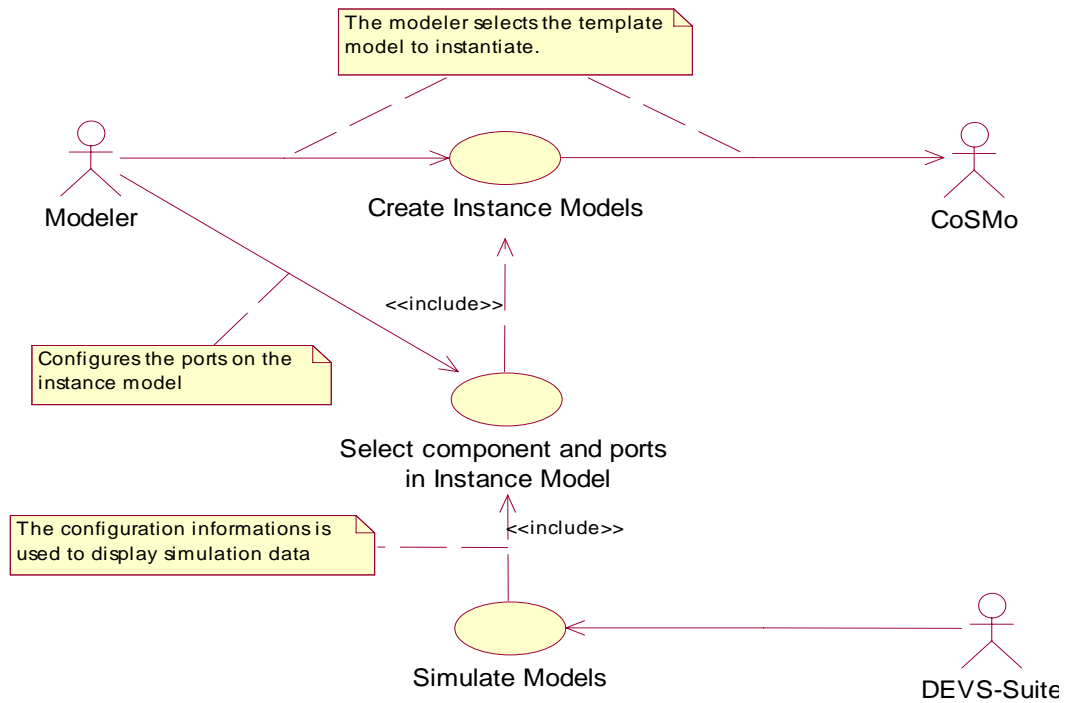 The modeler selects the template
model to instantiate.
Modeler
Create Instance Models
CoSMo
<<include>>
Configures the ports on the
instance model
Select component and ports
in Instance Model
The configuration informations is
used to display simulation data
<<include>>
Simulate Models
DEVS-Suite